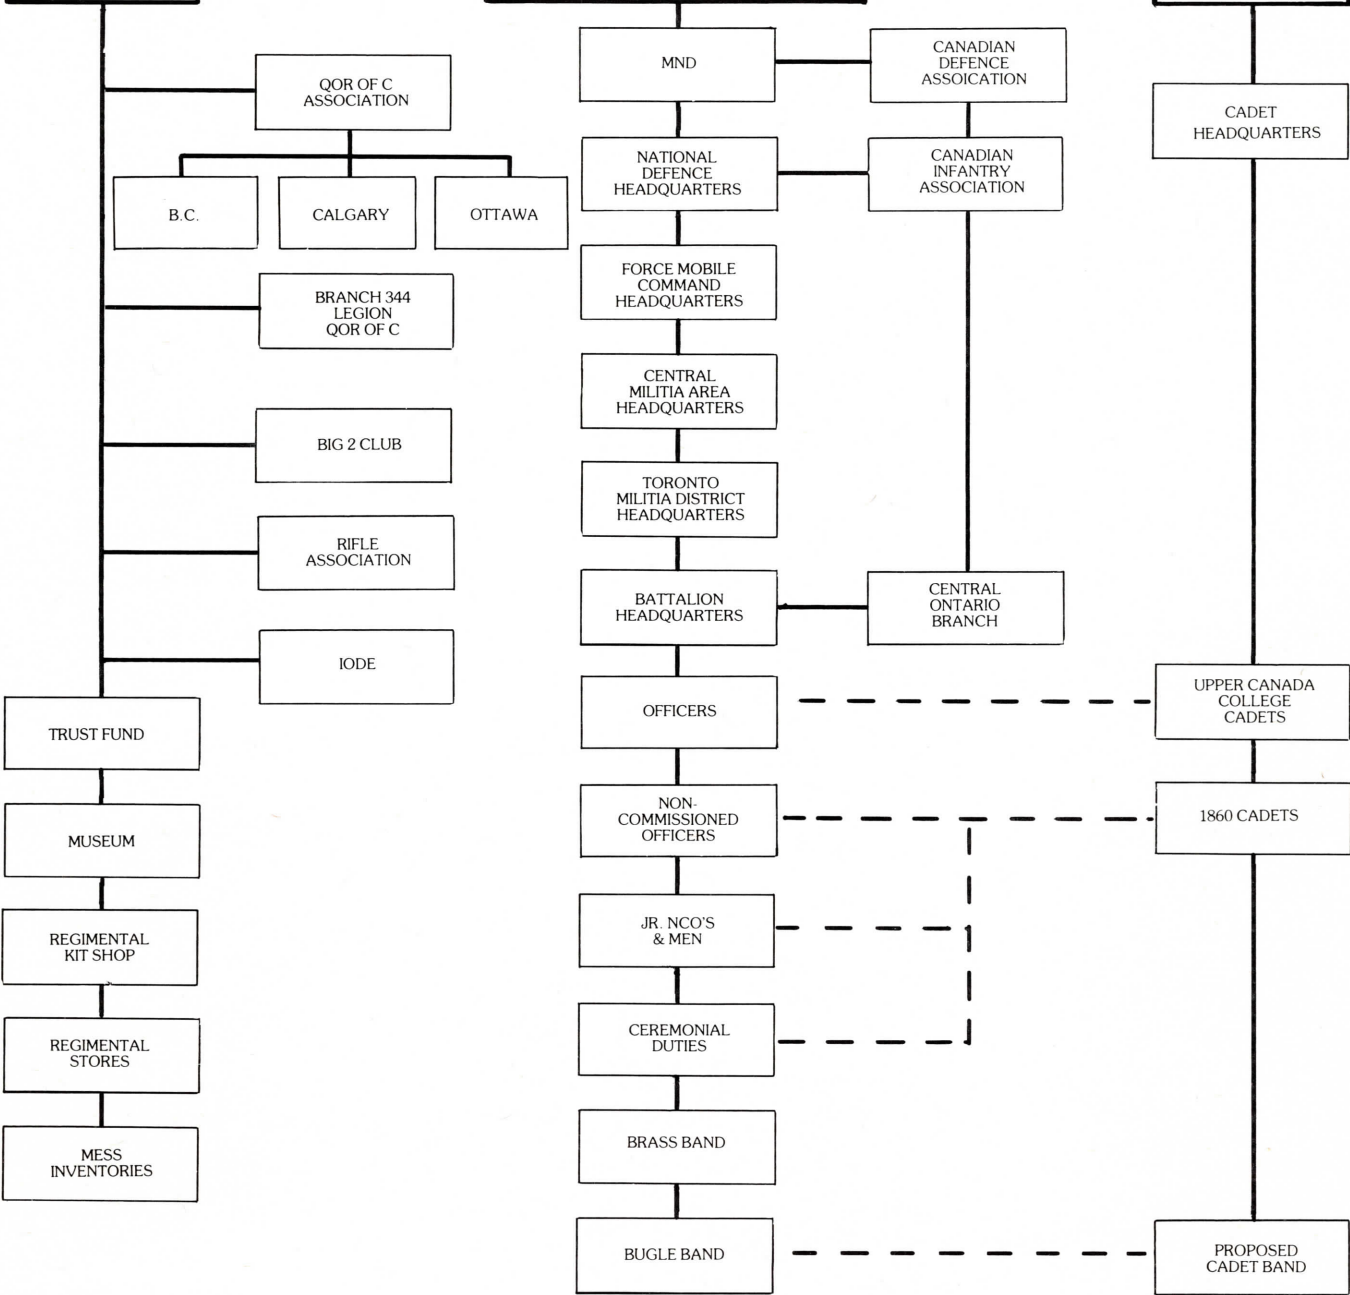 QOR OF C
ASSOCIATION
B.C.
CALGARY
OTTAWA
BRANCH 344
LEGION
QOR OF C
BIG 2 CLUB
RIFLE
ASSOCIATION
IODE
TRUST FUND
MUSEUM
REGIMENTAL
KIT SHOP
REGIMENTAL
STORES
MESS
INVENTORIES
MND
CANADIAN
DEFENCE
ASSOICATION
NATIONAL
DEFENCE
HEADQUARTERS
CANADIAN
INFANTRY
ASSOCIATION
FORCE MOBILE
COMMAND
HEADQUARTERS
CENTRAL
MILITIA AREA
HEADQUARTERS
TORONTO
MILITIA DISTRICT
HEADQUARTERS
BATTALION
HEADQUARTERS
CENTRAL
ONTARIO
BRANCH
OFFICERS
NON-
COMMISSIONED
OFFICERS
JR. NCO'S
& MEN
CEREMONIAL
DUTIES
BRASS BAND
BUGLE BAND
CADET
HEADQUARTERS
UPPER CANADA
COLLEGE
CADETS
1860 CADETS
PROPOSED
CADET BAND